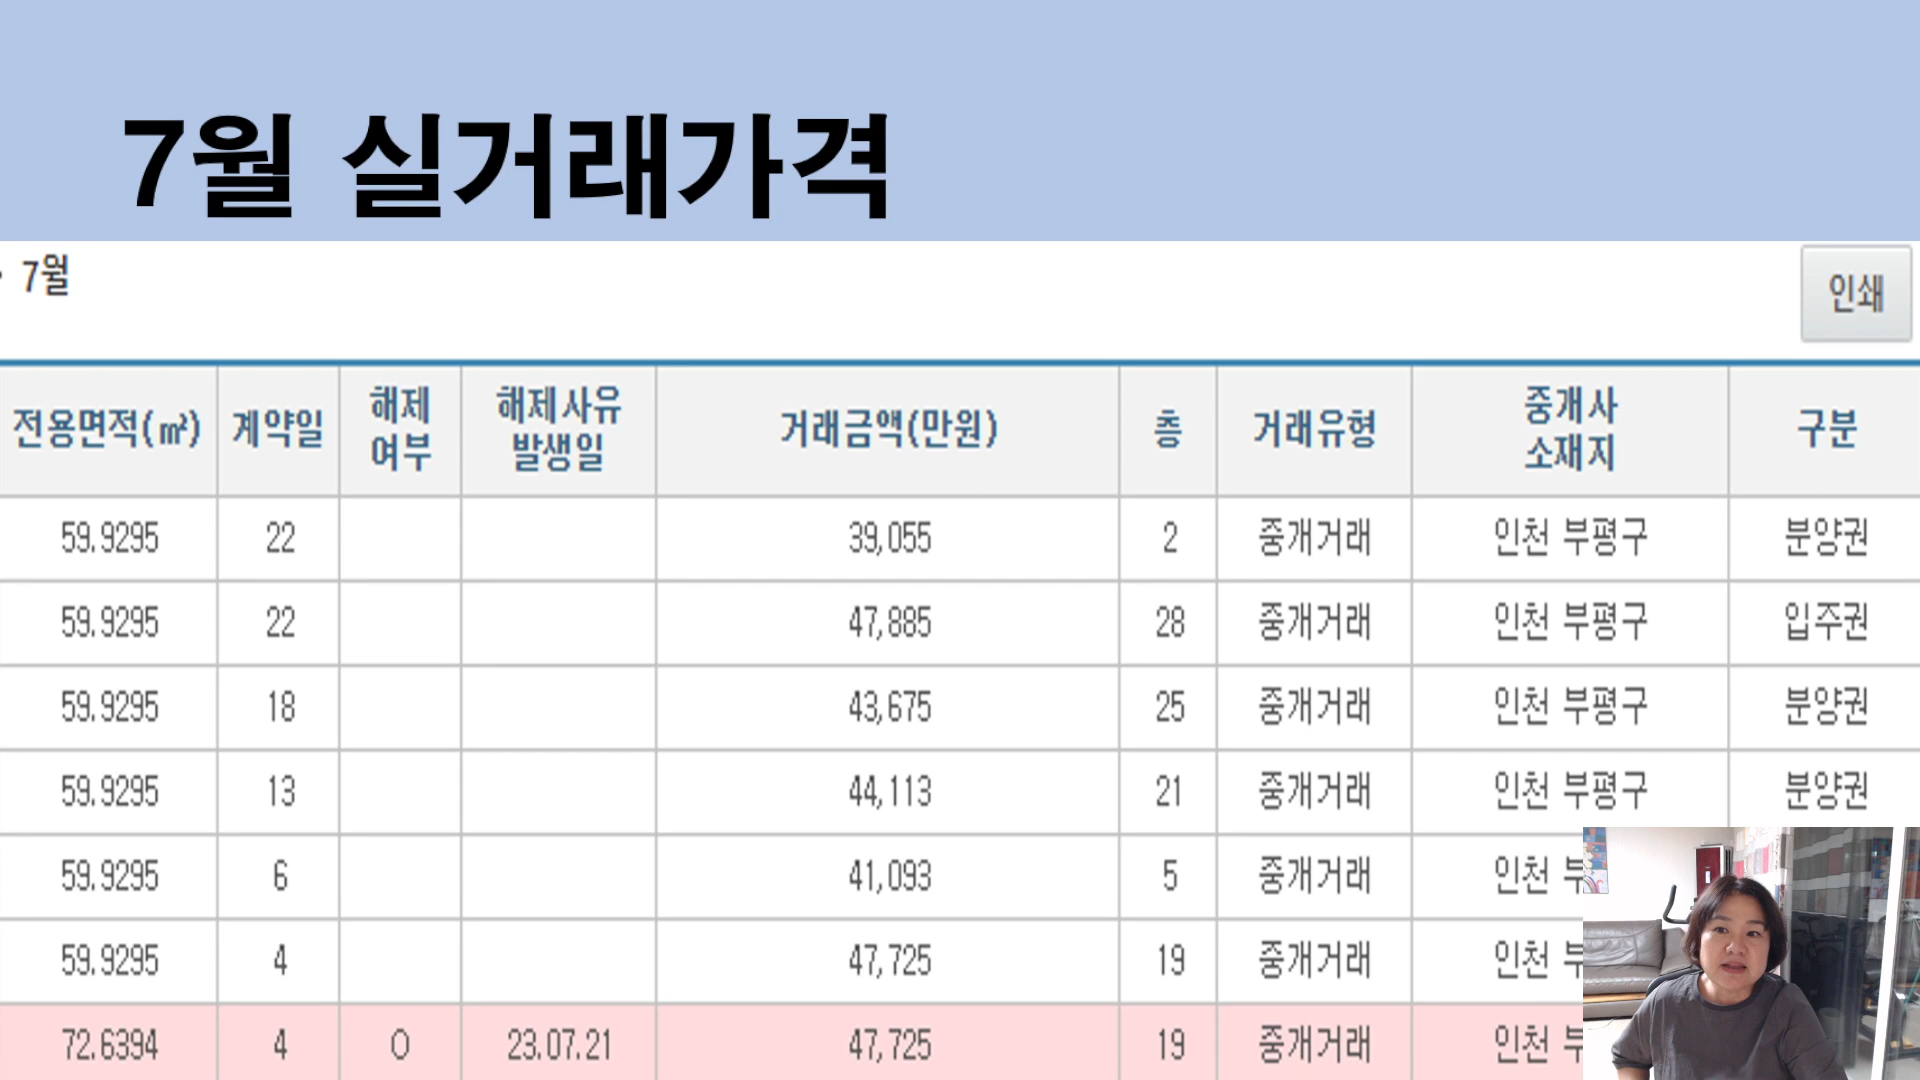 7월 실거래가격
7월
인쇄
전용면적(㎡) 계약일 해제 여부 해제사유 발생일 거래금액(만원) 층 거래유형 중개사 소재지 구분
59.9295 22 39,055 2 중개거래 인천 부평구 분양권
59.9295 22 47,885 28 중개거래 인천 부평구 입주권
59.9295 18 43,675 25 중개거래 인천 부평구 분양권
59.9295 13 44,113 21 중개거래 인천 부평구 분양권
59.9295 6 41,093 5 중개거래 인천 부
59.9295 4 47,725 19 중개거래 인천 부
72.6394 4 O 23.07.21 47,725 19 중개거래 인천 부